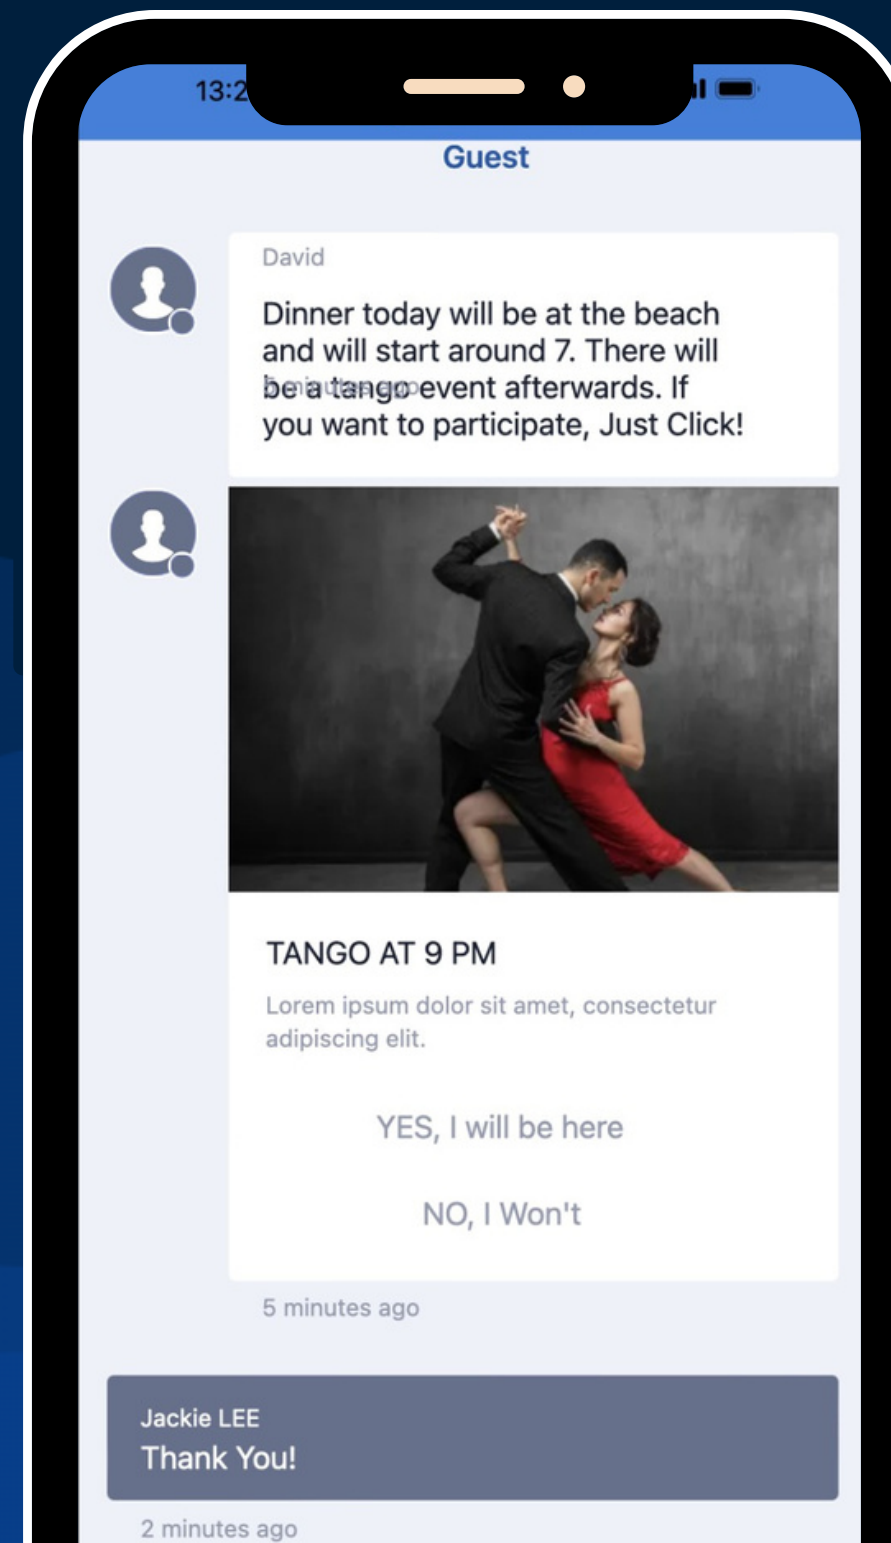 13:2
Guest
David
Dinner today will be at the beach
and will start around 7. There will
be a tango event afterwards. If
5 minutes ago
you want to participate, Just Click!
TANGO AT 9 PM
Lorem ipsum dolor sit amet, consectetur
adipiscing elit.
YES, I will be here
NO, I Won't
5 minutes ago
Jackie LEE
Thank You!
2 minutes ago